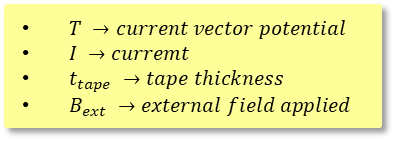 • T → current vector potential
• I → curremt
• t_tape → tape thickness
• B_ext → external field applied